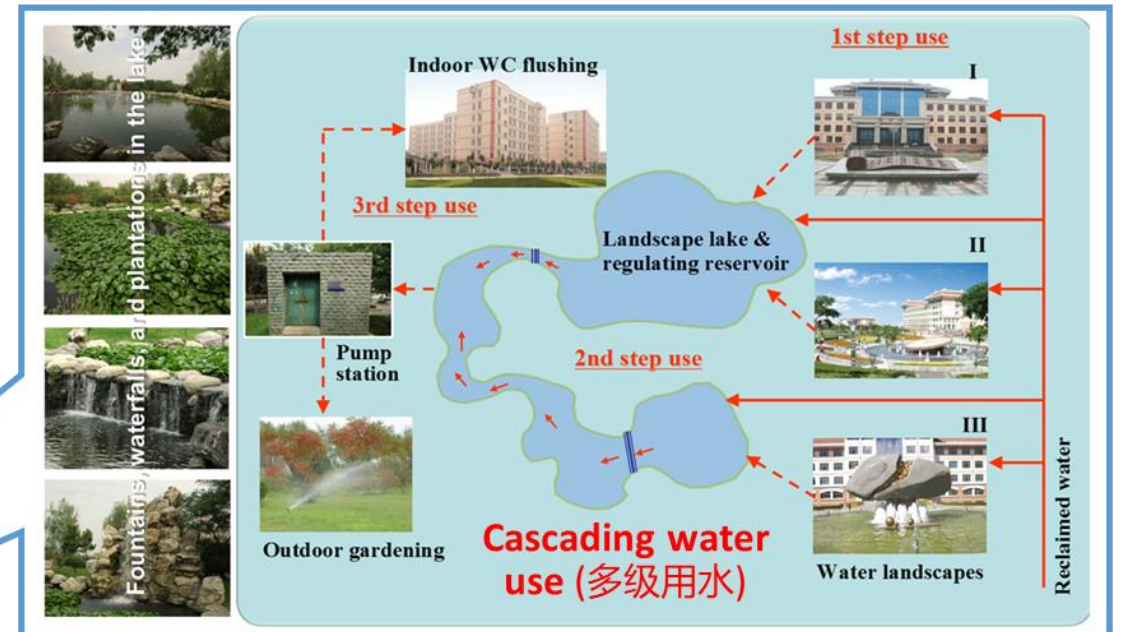 Fountains, waterfalls and plantations in the lake
1st step use
Indoor WC flushing
I
3rd step use
Landscape lake &
regulating reservoir
II
Pump
station
2nd step use
III
Outdoor gardening
Cascading water
use (多级用水)
Water landscapes
Reclaimed water